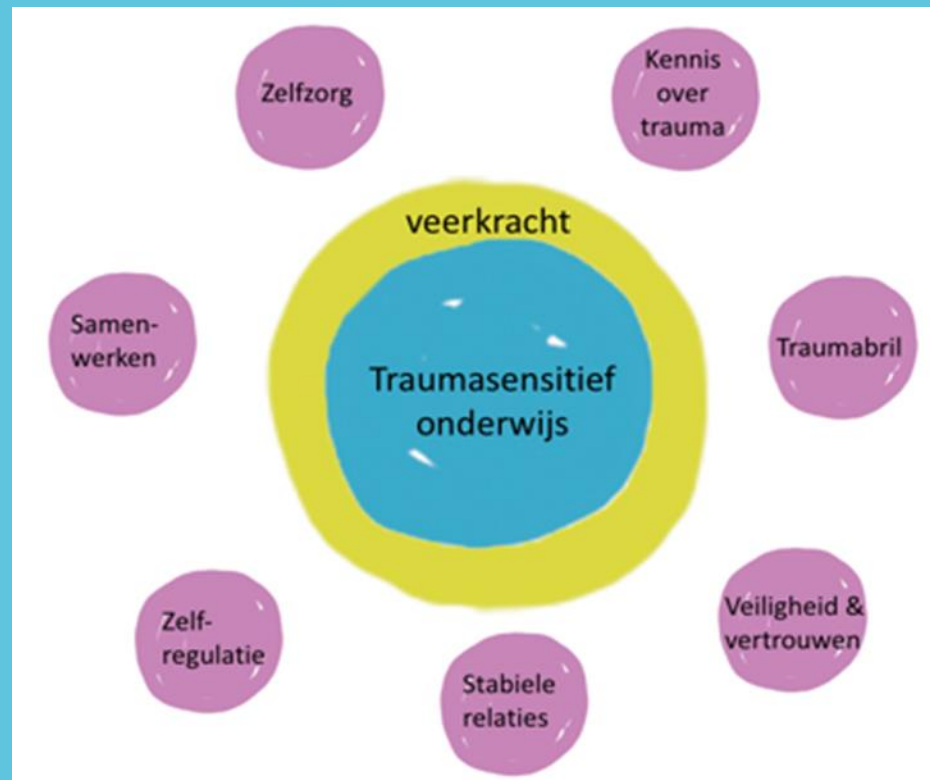 Zelfzorg
Kennis
over
trauma
veerkracht
Samen-
werken
Traumasensitief
onderwijs
Traumabril
Zelf-
regulatie
Stabiele
relaties
Veiligheid &
vertrouwen